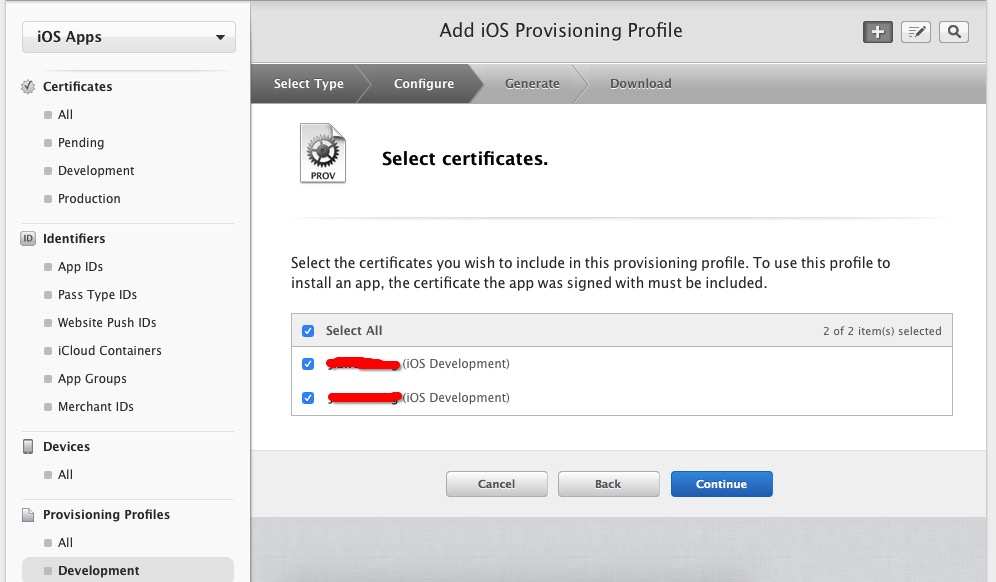 iOS Apps
Certificates
All
Pending
Development
Production
ID
Identifiers
App IDs
Pass Type IDs
Website Push IDs
iCloud Containers
App Groups
Merchant IDs
Devices
All
Provisioning Profiles
All
Development
Add iOS Provisioning Profile
Select Type
Configure
Generate
Download
PROV
Select certificates.
Select the certificates you wish to include in this provisioning profile. To use this profile to
install an app, the certificate the app was signed with must be included.
Select All
2 of 2 item(s) selected
(iOS Development)
(iOS Development)
Cancel
Back
Continue